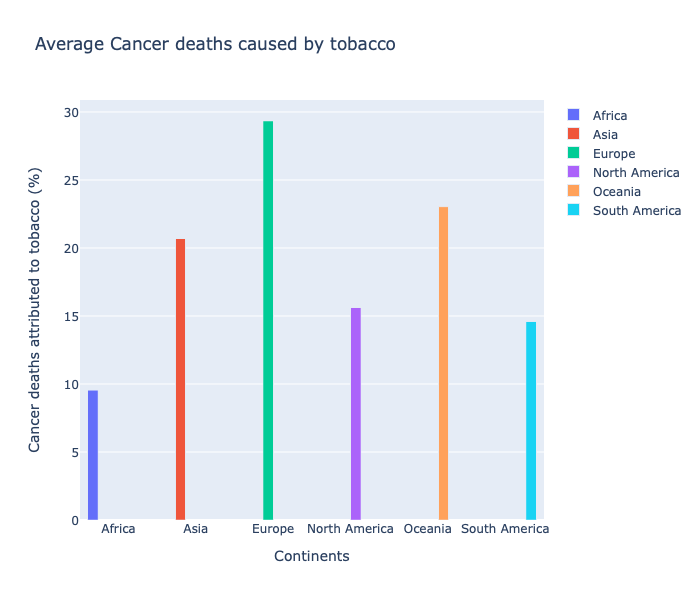 Average Cancer deaths caused by tobacco
Cancer deaths attributed to tobacco (%)
30
25
20
15
10
5
0
Africa
Asia
Europe
North America
Oceania
South America
Continents
Africa
Asia
Europe
North America
Oceania
South America